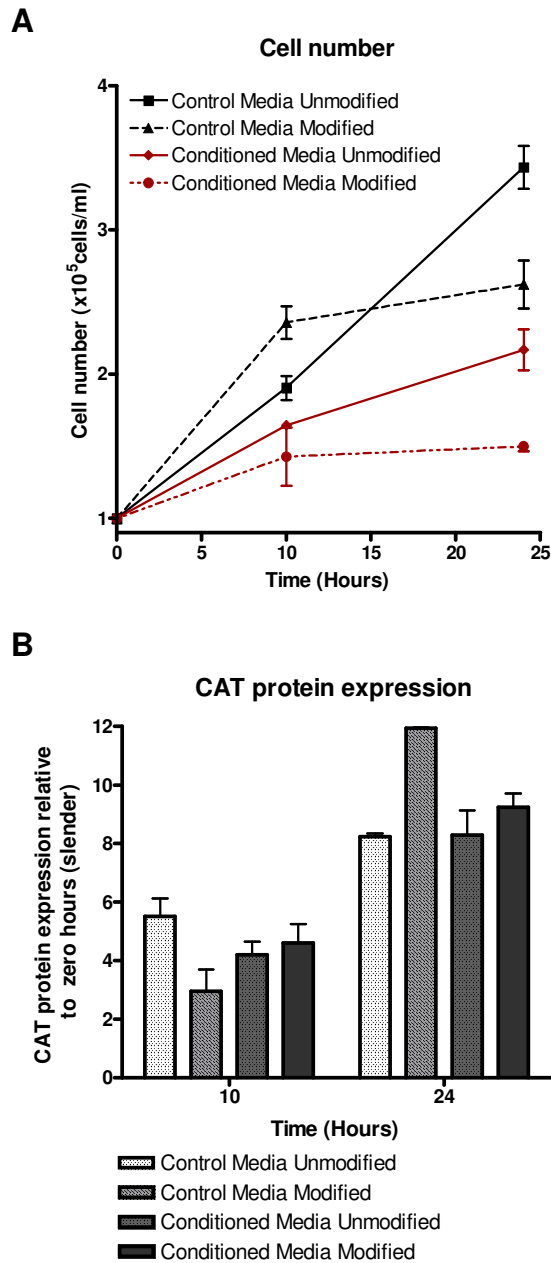 A
Cell number
4
Control Media Unmodified
Control Media Modified
Conditioned Media Unmodified
Conditioned Media Modified
3
Cell number (x10⁵cells/ml)
2
1
0 5 10 15 20 25
Time (Hours)
B
CAT protein expression
12
10
8
6
4
2
0
CAT protein expression relative
to zero hours (slender)
10 24
Time (Hours)
Control Media Unmodified
Control Media Modified
Conditioned Media Unmodified
Conditioned Media Modified